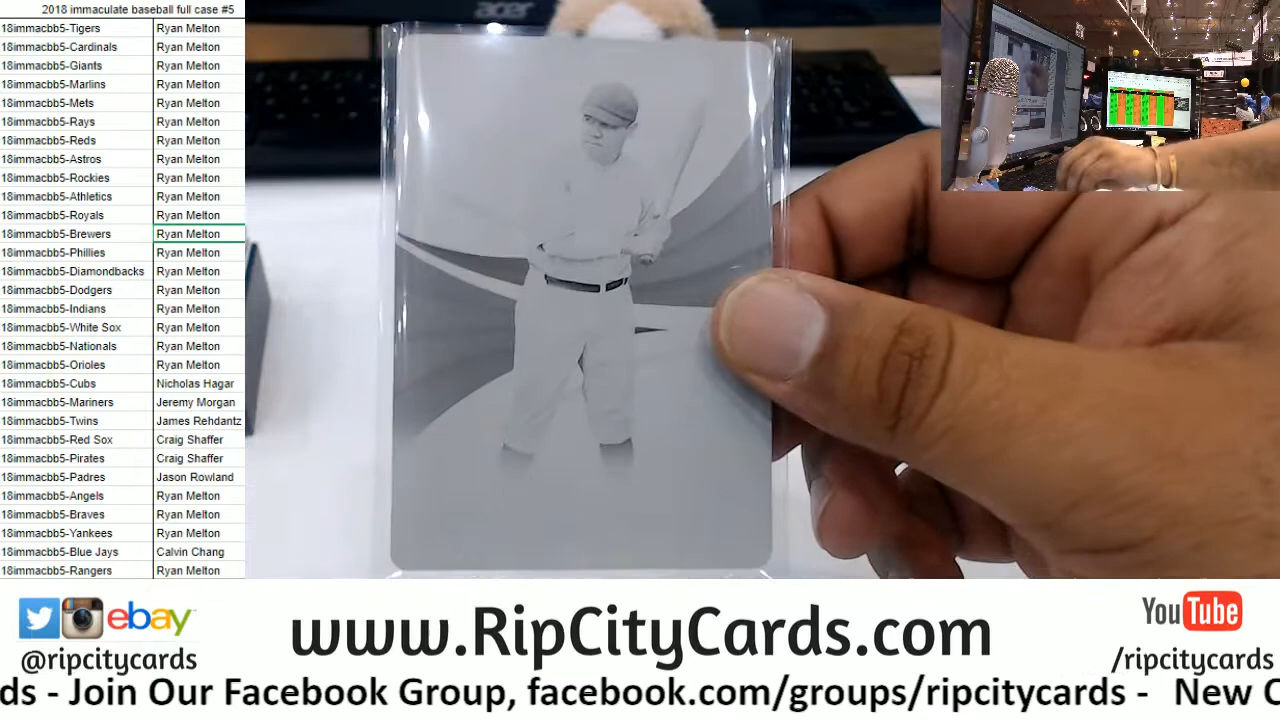 2018 immaculate baseball full case #5
18immacbb5-Tigers Ryan Melton
18immacbb5-Cardinals Ryan Melton
18immacbb5-Giants Ryan Melton
18immacbb5-Marlins Ryan Melton
18immacbb5-Mets Ryan Melton
18immacbb5-Rays Ryan Melton
18immacbb5-Reds Ryan Melton
18immacbb5-Astros Ryan Melton
18immacbb5-Rockies Ryan Melton
18immacbb5-Athletics Ryan Melton
18immacbb5-Royals Ryan Melton
18immacbb5-Brewers Ryan Melton
18immacbb5-Phillies Ryan Melton
18immacbb5-Diamondbacks Ryan Melton
18immacbb5-Dodgers Ryan Melton
18immacbb5-Indians Ryan Melton
18immacbb5-White Sox Ryan Melton
18immacbb5-Nationals Ryan Melton
18immacbb5-Orioles Ryan Melton
18immacbb5-Cubs Nicholas Hagar
18immacbb5-Mariners Jeremy Morgan
18immacbb5-Twins James Rehdantz
18immacbb5-Red Sox Craig Shaffer
18immacbb5-Pirates Craig Shaffer
18immacbb5-Padres Jason Rowland
18immacbb5-Angels Ryan Melton
18immacbb5-Braves Ryan Melton
18immacbb5-Yankees Ryan Melton
18immacbb5-Blue Jays Calvin Chang
18immacbb5-Rangers Ryan Melton
acer
ebay
@ripcitycards
www.RipCityCards.com
YouTube
/ripcitycards
ds - Join Our Facebook Group, facebook.com/groups/ripcitycards - New C